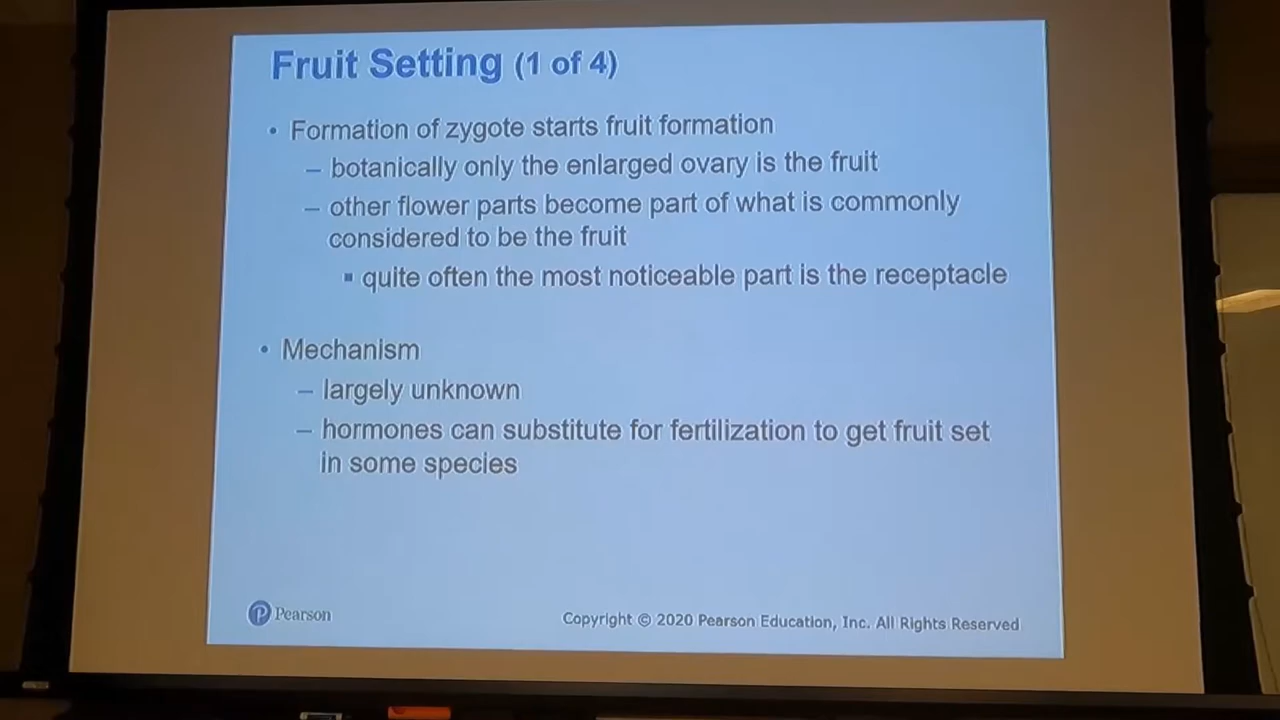 Fruit Setting (1 of 4)
• Formation of zygote starts fruit formation
– botanically only the enlarged ovary is the fruit
– other flower parts become part of what is commonly
considered to be the fruit
▪ quite often the most noticeable part is the receptacle
• Mechanism
– largely unknown
– hormones can substitute for fertilization to get fruit set
in some species
P Pearson
Copyright © 2020 Pearson Education, Inc. All Rights Reserved